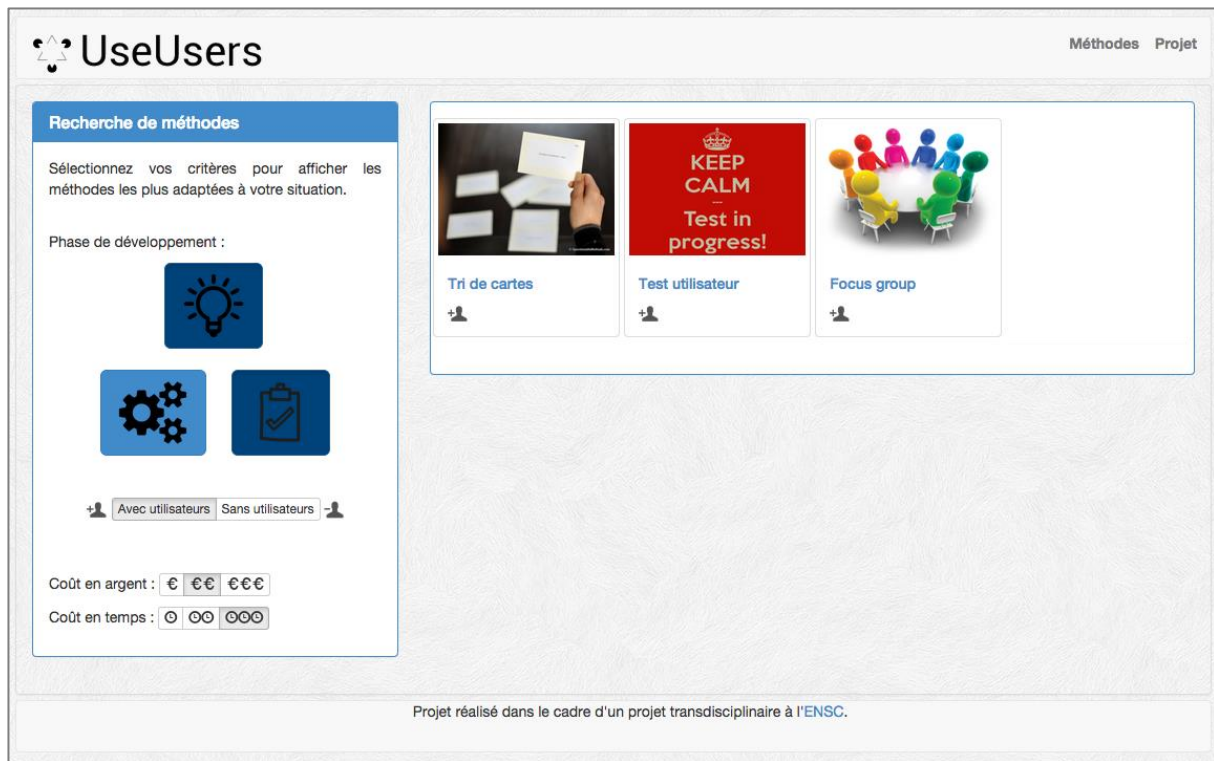 UseUsers
Méthodes Projet
Recherche de méthodes
Sélectionnez vos critères pour afficher les
méthodes les plus adaptées à votre situation.
Phase de développement :
Avec utilisateurs Sans utilisateurs
Coût en argent : € €€ €€€
Coût en temps :
KEEP
CALM
Test in
progress!
Tri de cartes
Test utilisateur
Focus group
Projet réalisé dans le cadre d'un projet transdisciplinaire à l'ENSC.